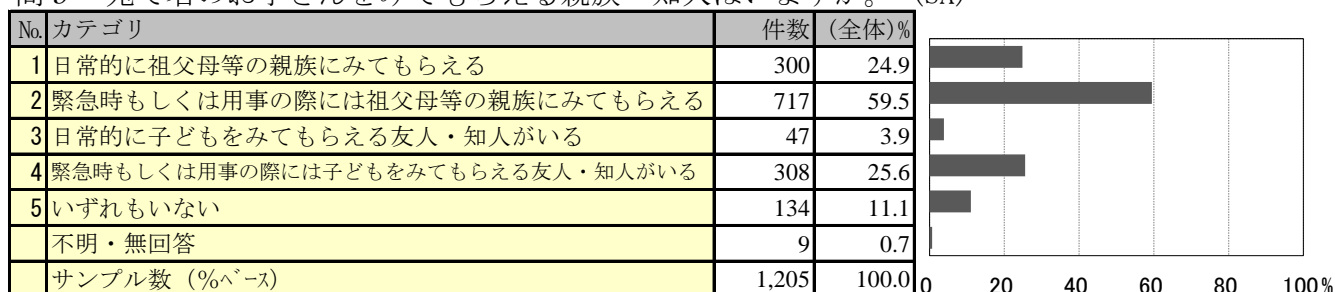 No. カテゴリ 件数 (全体)%
1 日常的に祖父母等の親族にみてもらえる 300 24.9
2 緊急時もしくは用事の際には祖父母等の親族にみてもらえる 717 59.5
3 日常的に子どもをみてもらえる友人・知人がいる 47 3.9
4 緊急時もしくは用事の際には子どもをみてもらえる友人・知人がいる 308 25.6
5 いずれもいない 134 11.1
不明・無回答 9 0.7
サンプル数(%ベース) 1,205 100.0
0 20 40 60 80 100%